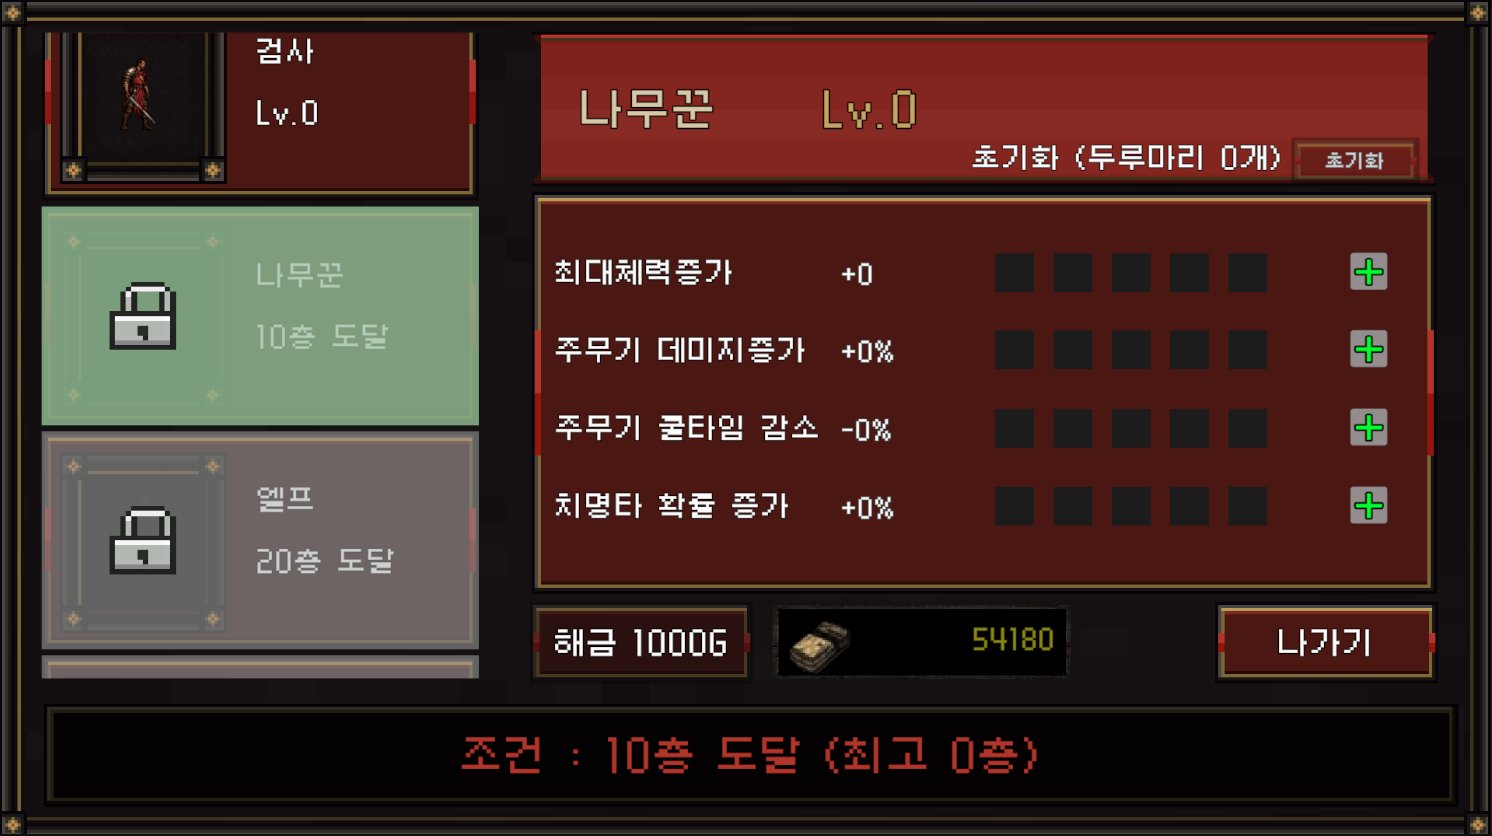 검사
Lv.0
나무꾼
10층 도달
엘프
20층 도달
나무꾼 Lv.0
초기화 (두루마리 0개) 초기화
최대체력증가 +0
주무기 데미지증가 +0%
주무기 쿨타임 감소 -0%
치명타 확률 증가 +0%
해금 1000G
54180
나가기
조건 : 10층 도달 (최고 0층)